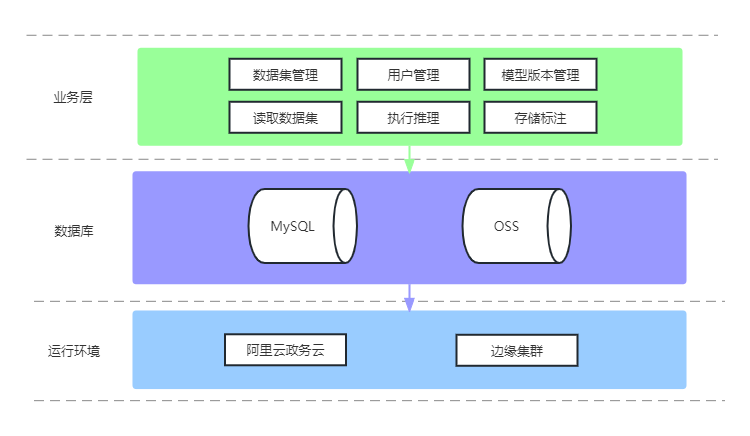 数据集管理 用户管理 模型版本管理
业务层
读取数据集 执行推理 存储标注
数据库 MySQL OSS
运行环境 阿里云政务云 边缘集群